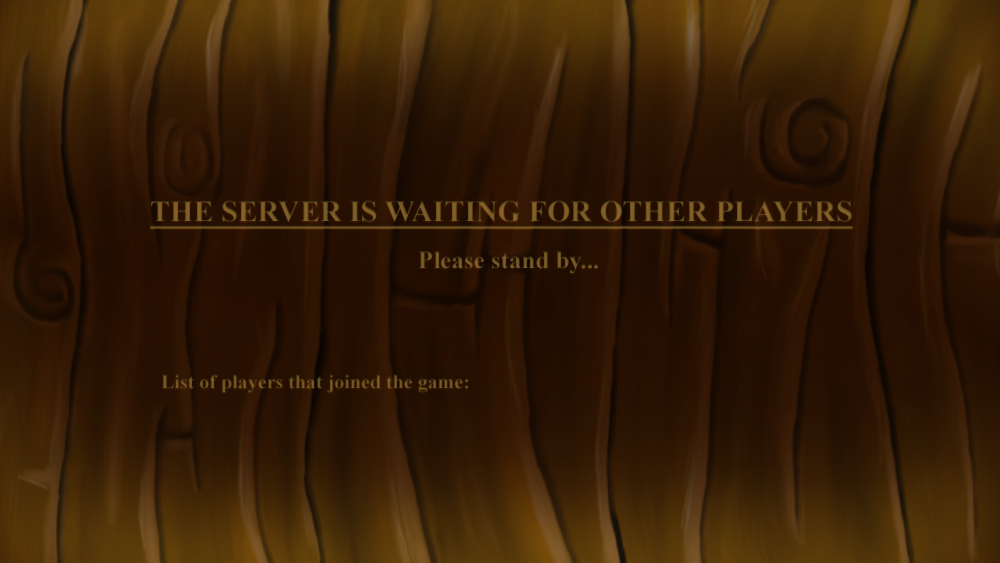 THE SERVER IS WAITING FOR OTHER PLAYERS
Please stand by...
List of players that joined the game: